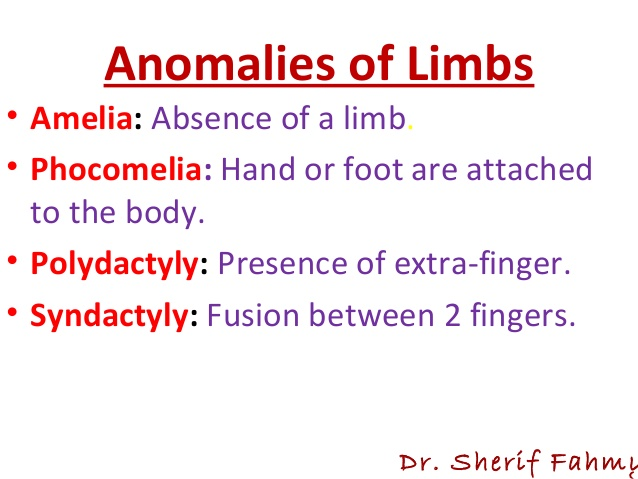 Anomalies of Limbs
• Amelia: Absence of a limb.
• Phocomelia: Hand or foot are attached
to the body.
• Polydactyly: Presence of extra-finger.
• Syndactyly: Fusion between 2 fingers.
Dr. Sherif Fahmy